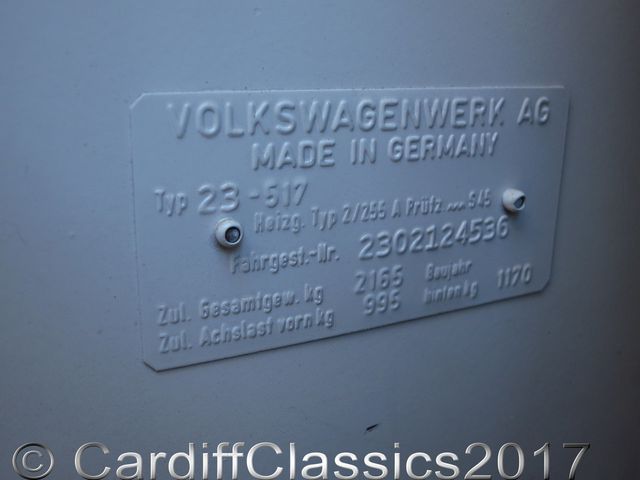 VOLKSWAGENWERK AG
MADE IN GERMANY
Typ 23-517
Heizg. Typ 2/255 A Prüfz. ~~~ S45
Fahrgest.-Nr. 2302124536
Zul. Gesamtgew. kg 2165 Baujahr
Zul. Achslast vorn kg 995 hinten kg 1170
© CardiffClassics2017